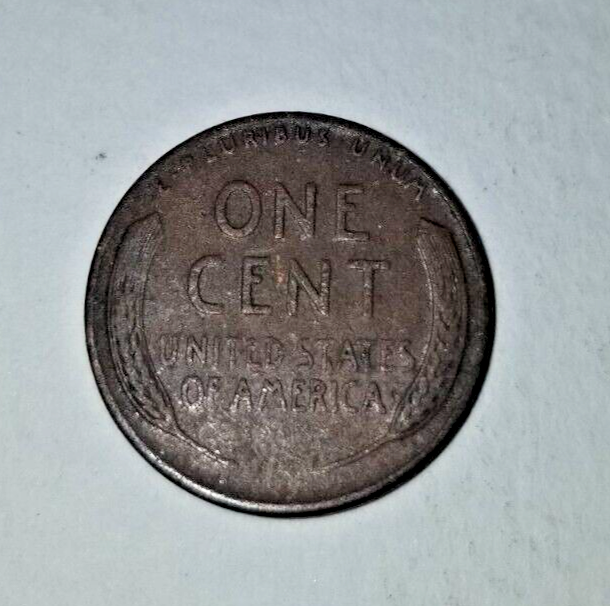 E·PLURIBUS·UNUM
ONE
CENT
UNITED STATES
OF AMERICA